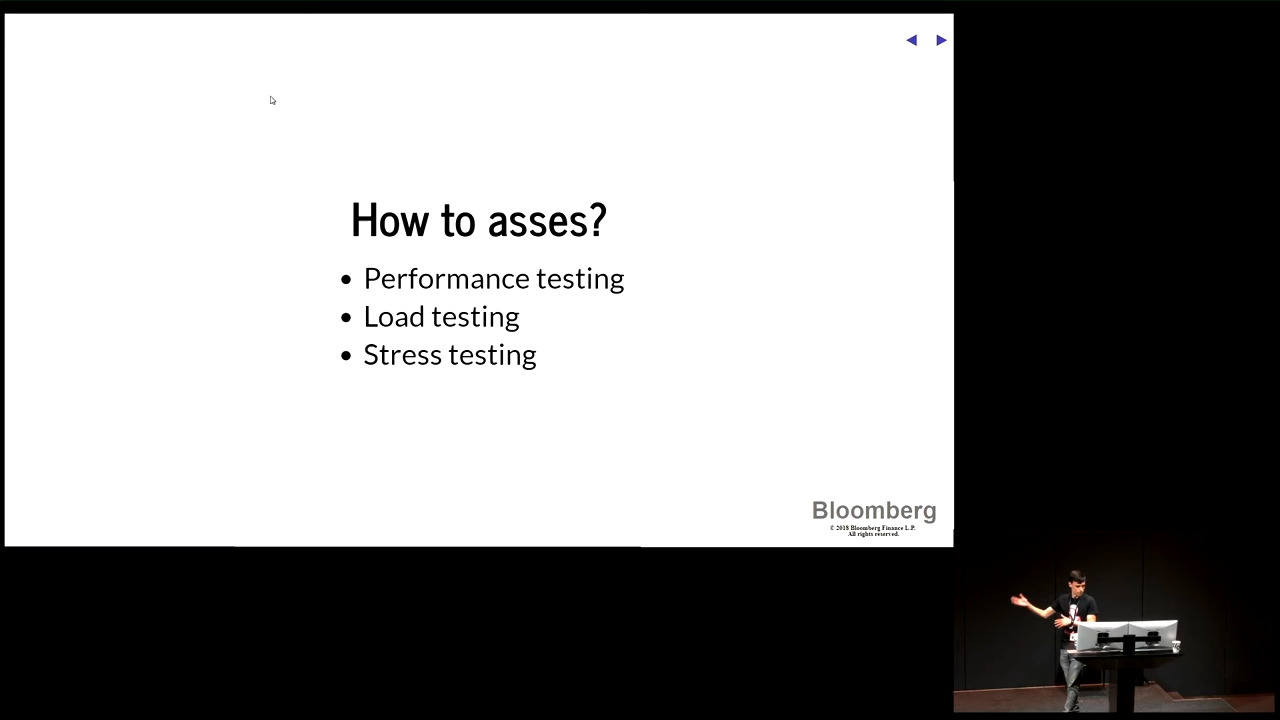 How to asses?
• Performance testing
• Load testing
• Stress testing
Bloomberg
© 2018 Bloomberg Finance L.P.
All rights reserved.